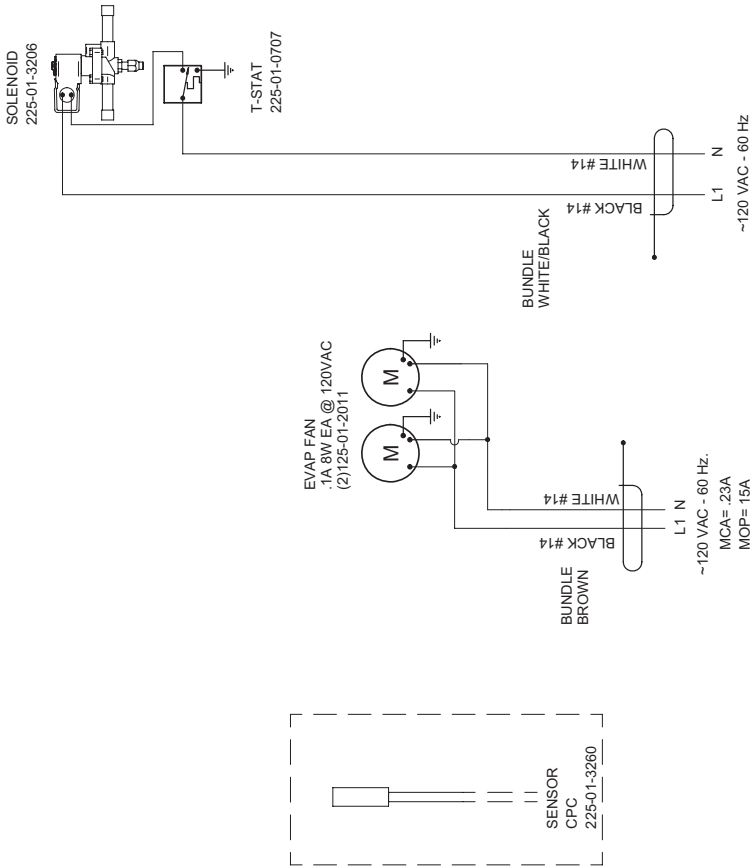 SOLENOID
225-01-3206
T-STAT
225-01-0707
WHITE #14
BLACK #14
BUNDLE
WHITE/BLACK
L1
N
~120 VAC - 60 Hz
EVAP FAN
.1A 8W EA @ 120VAC
(2)125-01-2011
M
M
WHITE #14
BLACK #14
BUNDLE
BROWN
L1 N
~120 VAC - 60 Hz.
MCA= .23A
MOP= 15A
SENSOR
CPC
225-01-3260